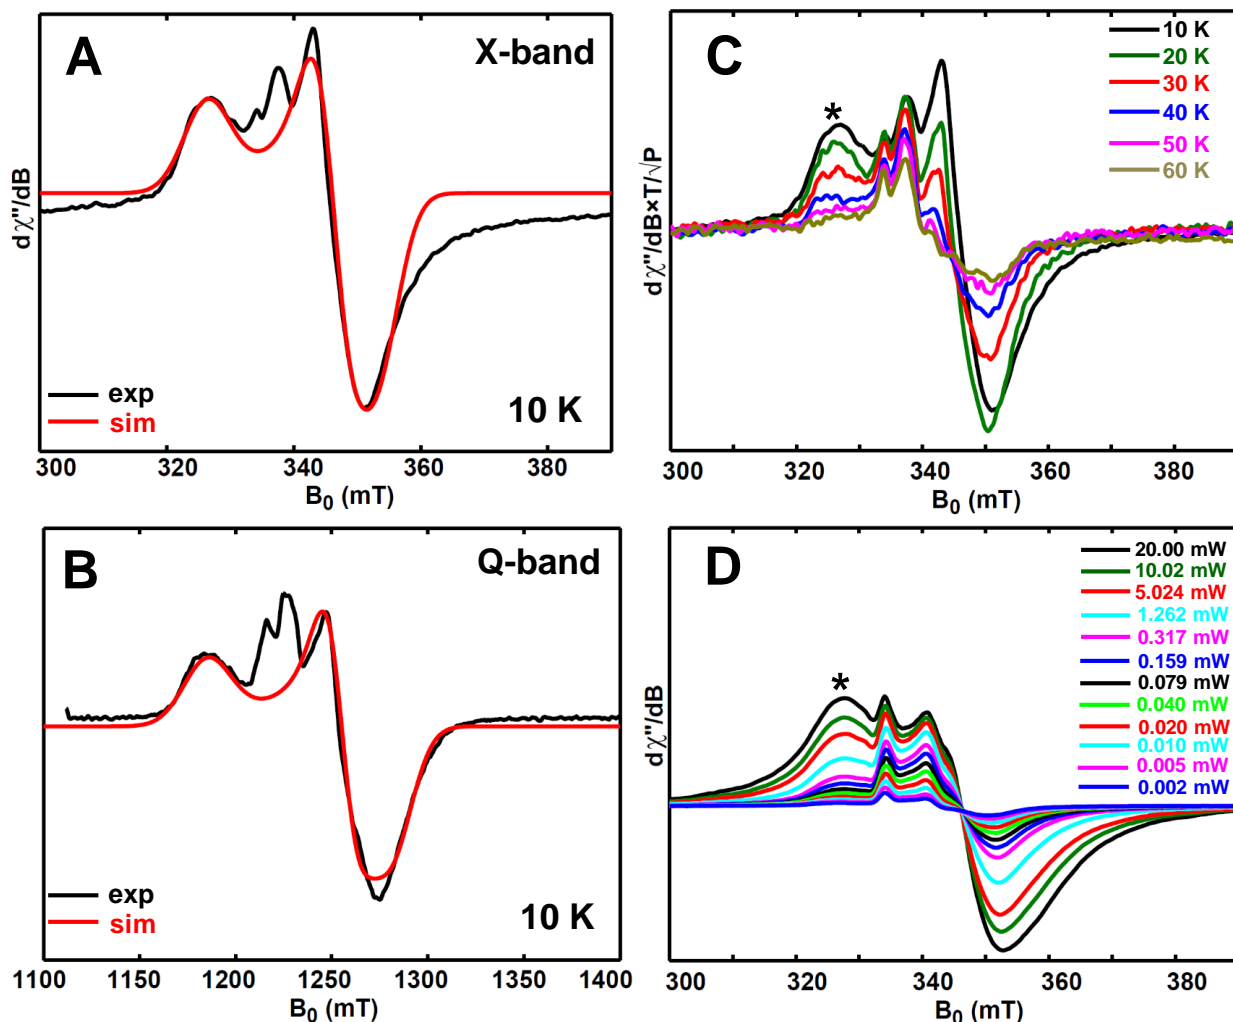 A
X-band
dχ"/dB
exp
sim
10 K
300
320
340
360
380
B0 (mT)
C
10 K
20 K
30 K
40 K
50 K
60 K
*
dχ"/dB×T/√P
300
320
340
360
380
B0 (mT)
B
Q-band
exp
sim
10 K
1100
1150
1200
1250
1300
1350
1400
B0 (mT)
D
20.00 mW
10.02 mW
5.024 mW
1.262 mW
0.317 mW
0.159 mW
0.079 mW
0.040 mW
0.020 mW
0.010 mW
0.005 mW
0.002 mW
*
dχ"/dB
300
320
340
360
380
B0 (mT)